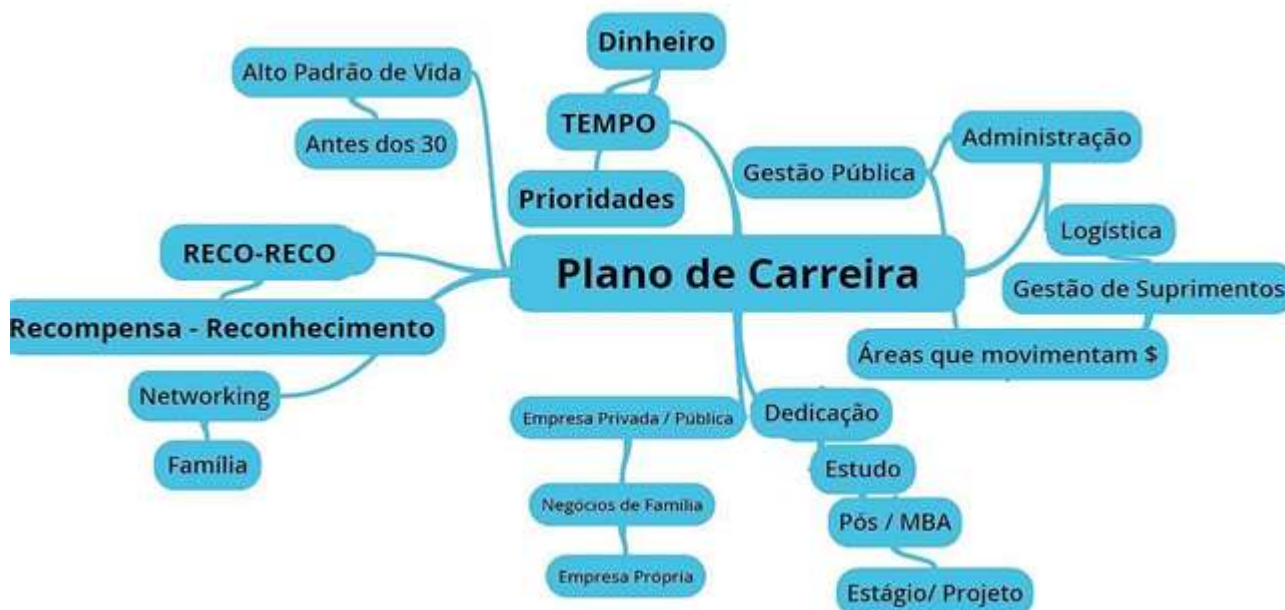 Dinheiro
Alto Padrão de Vida
TEMPO
Antes dos 30
Administração
Gestão Pública
Prioridades
Logística
RECO-RECO
Plano de Carreira
Gestão de Suprimentos
Recompensa - Reconhecimento
Áreas que movimentam $
Networking
Empresa Privada / Pública
Dedicação
Família
Estudo
Negócios de Família
Pós / MBA
Empresa Própria
Estágio/ Projeto